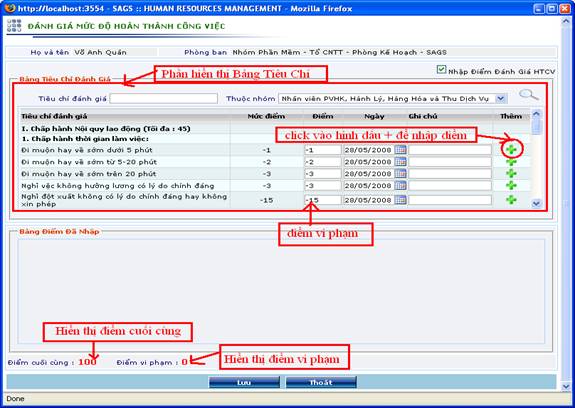 http://localhost:3554 - SAGS :: HUMAN RESOURCES MANAGEMENT - Mozilla Firefox
ĐÁNH GIÁ MỨC ĐỘ HOÀN THÀNH CÔNG VIỆC
Họ và tên Võ Anh Quân Phòng ban Nhóm Phần Mềm - Tổ CNTT - Phòng Kế Hoạch - SAGS
Bảng Tiêu Chí Đánh Giá
Phần hiển thị Bảng Tiêu Chí
Nhập Điểm Đánh Giá HTCV
Tiêu chí đánh giá Thuộc nhóm Nhân viên PVHK, Hành Lý, Hàng Hóa và Thu Dịch Vụ
Tiêu chí đánh giá Mức điểm Điểm Ngày Ghi chú Thêm
I. Chấp hành Nội quy lao động (Tối đa : 45)
1. Chấp hành thời gian làm việc:
click vào hình dấu + để nhập điểm
Đi muộn hay về sớm dưới 5 phút -1 -1 28/05/2008
Đi muộn hay về sớm từ 5-20 phút -2 -2 28/05/2008
Đi muộn hay về sớm trên 20 phút -3 -3 28/05/2008
Nghỉ vệc không hưởng lương có lý do chính đáng -3 -3 28/05/2008
Nghỉ đột xuất không có lý do chính đáng hay không xin phép -15 -15 28/05/2008
điểm vi phạm
Bảng Điểm Đã Nhập
Hiển thị điểm cuối cùng
Hiển thị điểm vi phạm
Điểm cuối cùng : 100 Điểm vi phạm : 0
Lưu Thoát
Done